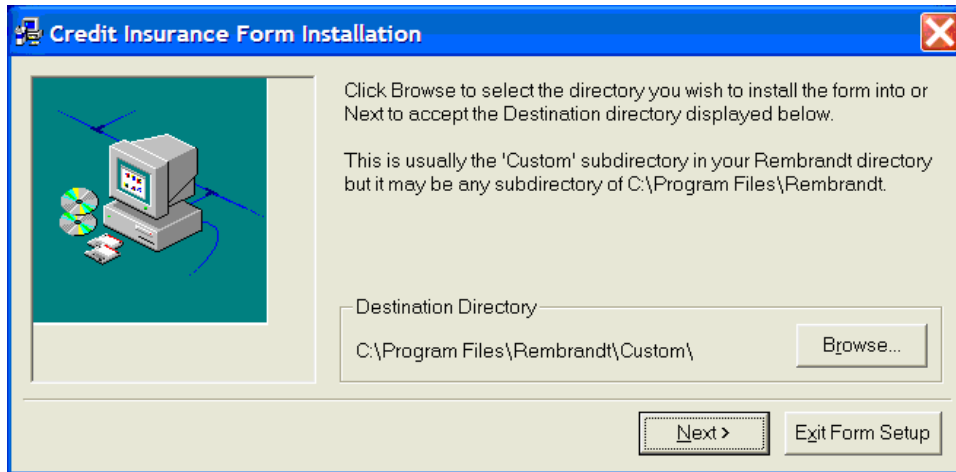 Credit Insurance Form Installation
Click Browse to select the directory you wish to install the form into or
Next to accept the Destination directory displayed below.
This is usually the 'Custom' subdirectory in your Rembrandt directory
but it may be any subdirectory of C:\Program Files\Rembrandt.
Destination Directory
C:\Program Files\Rembrandt\Custom\
Browse...
Next >
Exit Form Setup